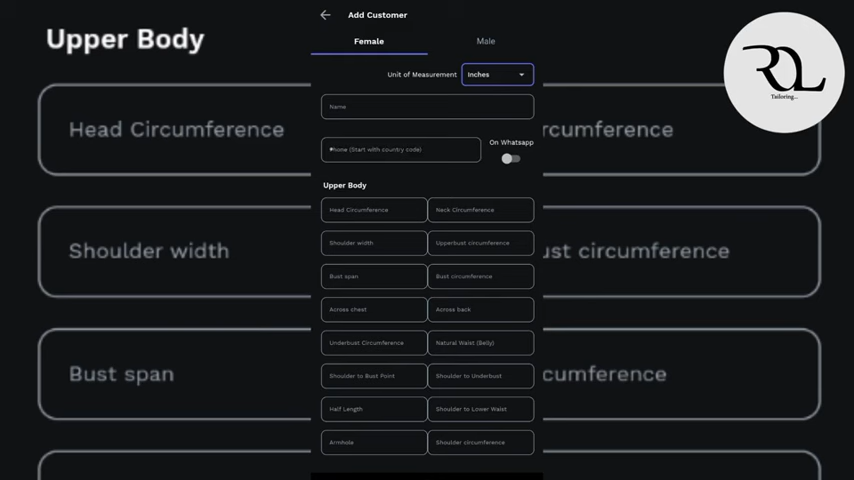 Upper Body
Head Circumference
rcumference
Shoulder width
ust circumference
Bust span
cumference
Add Customer
Female Male
Unit of Measurement Inches
Name
Phone (Start with country code)
On Whatsapp
Upper Body
Head Circumference Neck Circumference
Shoulder width Upperbust circumference
Bust span Bust circumference
Across chest Across back
Underbust Circumference Natural Waist (Belly)
Shoulder to Bust Point Shoulder to Underbust
Half Length Shoulder to Lower Waist
Armhole Shoulder circumference
ROL
Tailoring...